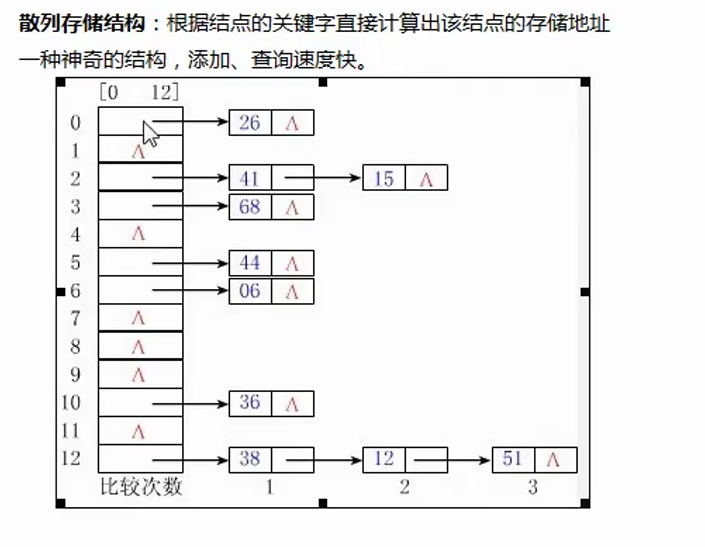 散列存储结构：根据结点的关键字直接计算出该结点的存储地址
一种神奇的结构，添加、查询速度快。
[0 12]
0 26 Λ
1 Λ
2 41 15 Λ
3 68 Λ
4 Λ
5 44 Λ
6 06 Λ
7 Λ
8 Λ
9 Λ
10 36 Λ
11 Λ
12 38 12 51 Λ
比较次数 1 2 3